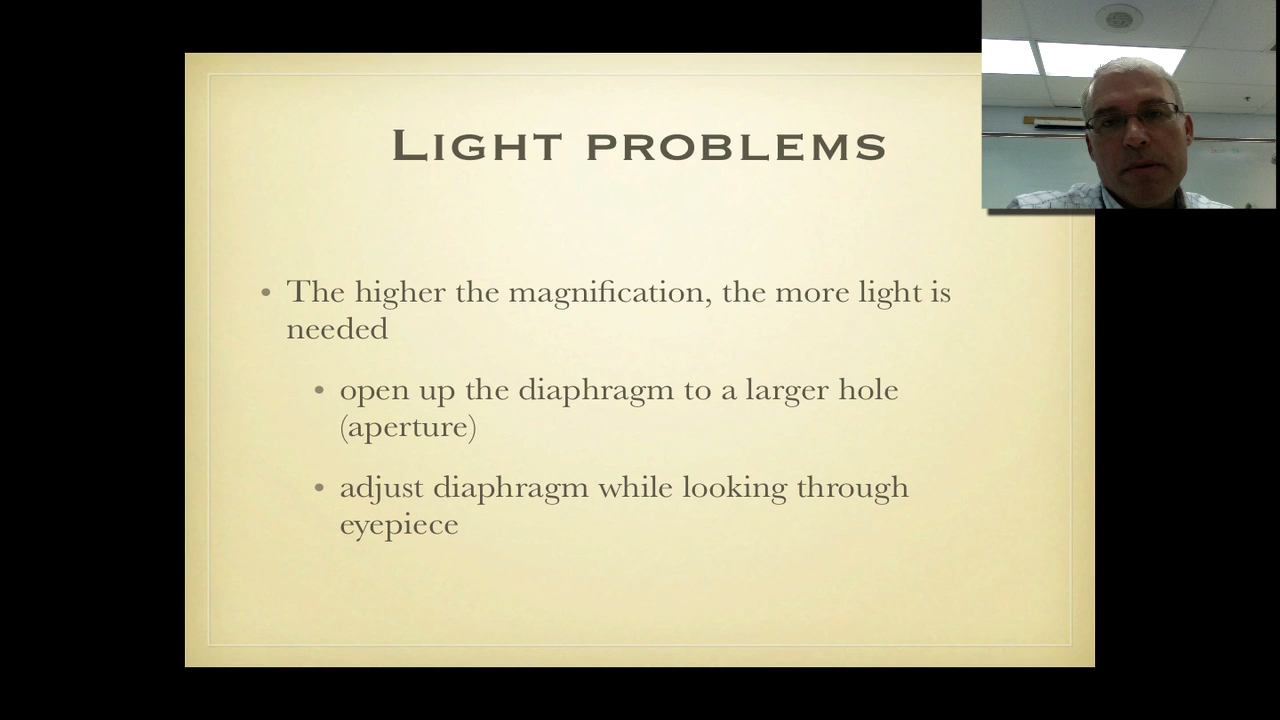 Light problems
• The higher the magnification, the more light is
needed
• open up the diaphragm to a larger hole
(aperture)
• adjust diaphragm while looking through
eyepiece